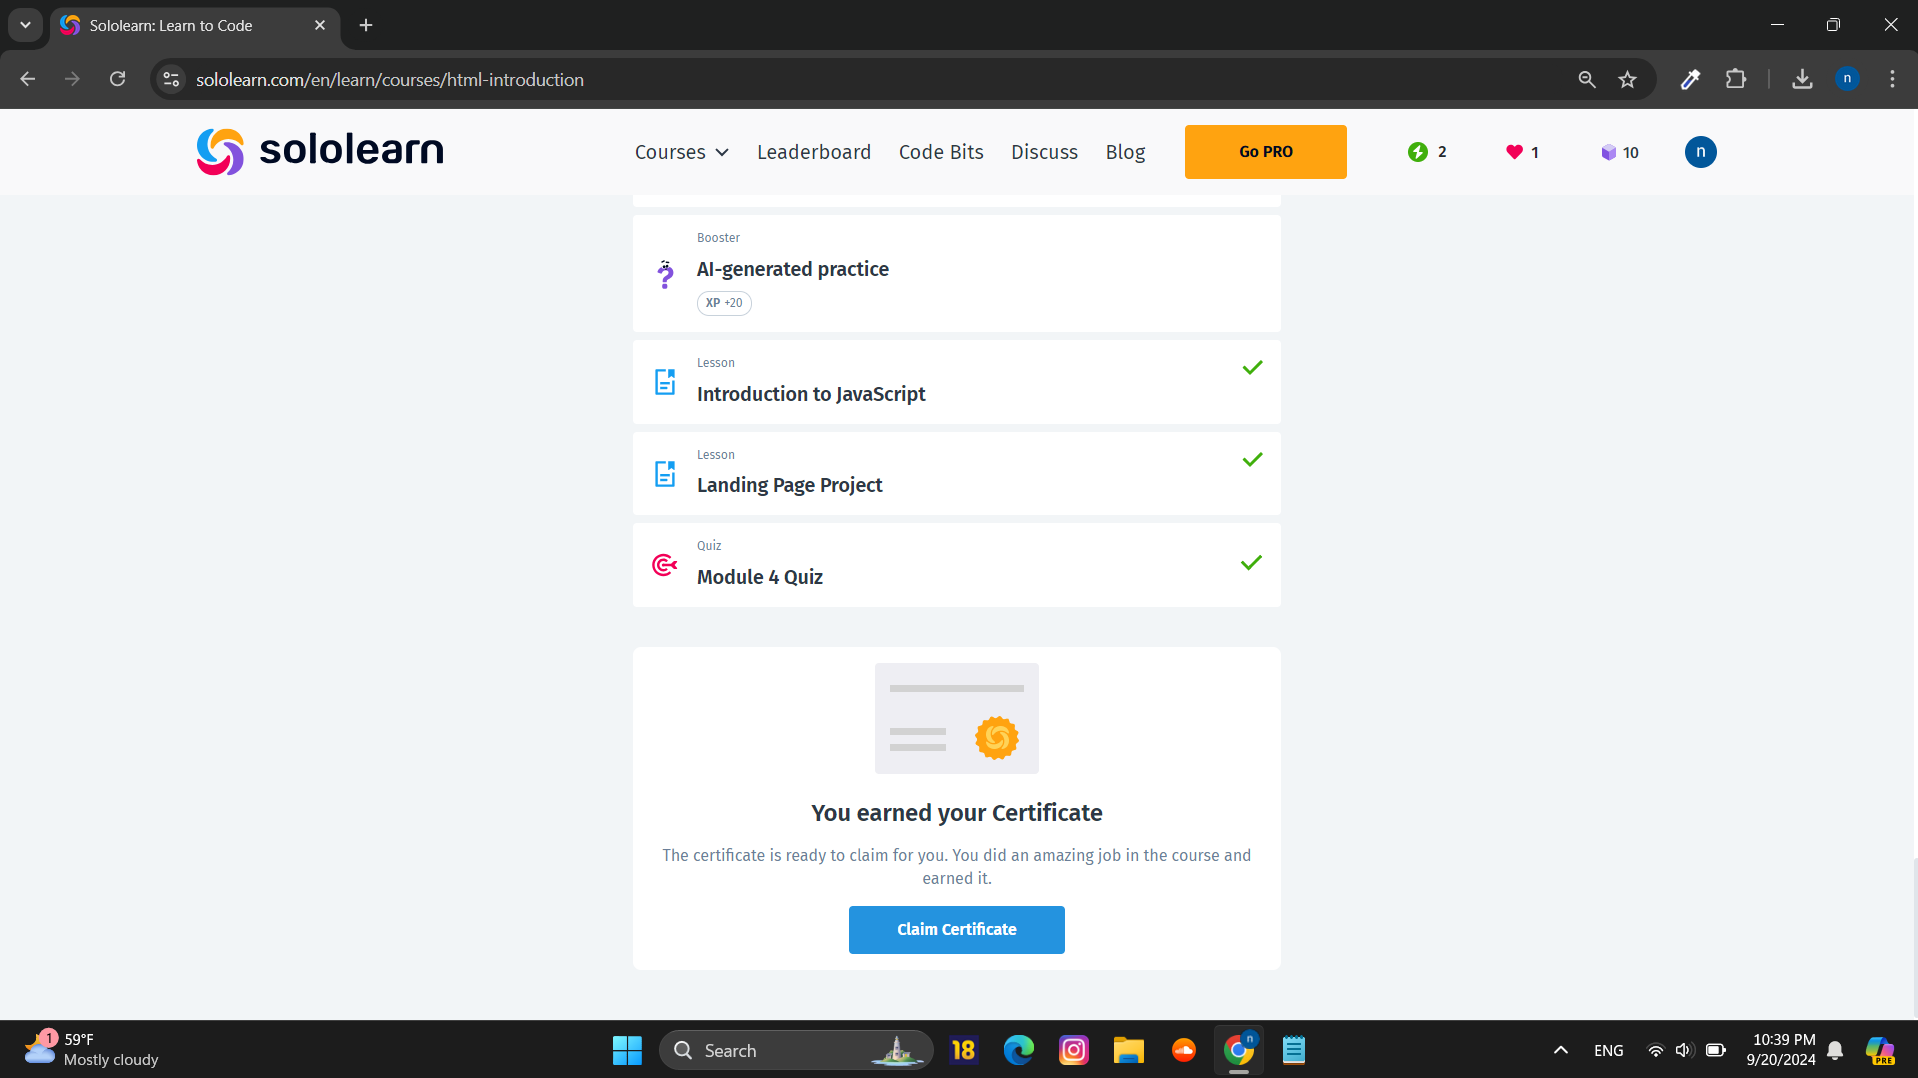 Sololearn: Learn to Code
sololearn.com/en/learn/courses/html-introduction
n
sololearn
Courses
Leaderboard
Code Bits
Discuss
Blog
Go PRO
2
1
10
n
Booster
AI-generated practice
XP +20
Lesson
Introduction to JavaScript
Lesson
Landing Page Project
Quiz
Module 4 Quiz
You earned your Certificate
The certificate is ready to claim for you. You did an amazing job in the course and
earned it.
Claim Certificate
1
59°F
Mostly cloudy
Search
18
n
ENG
10:39 PM
9/20/2024
PRE